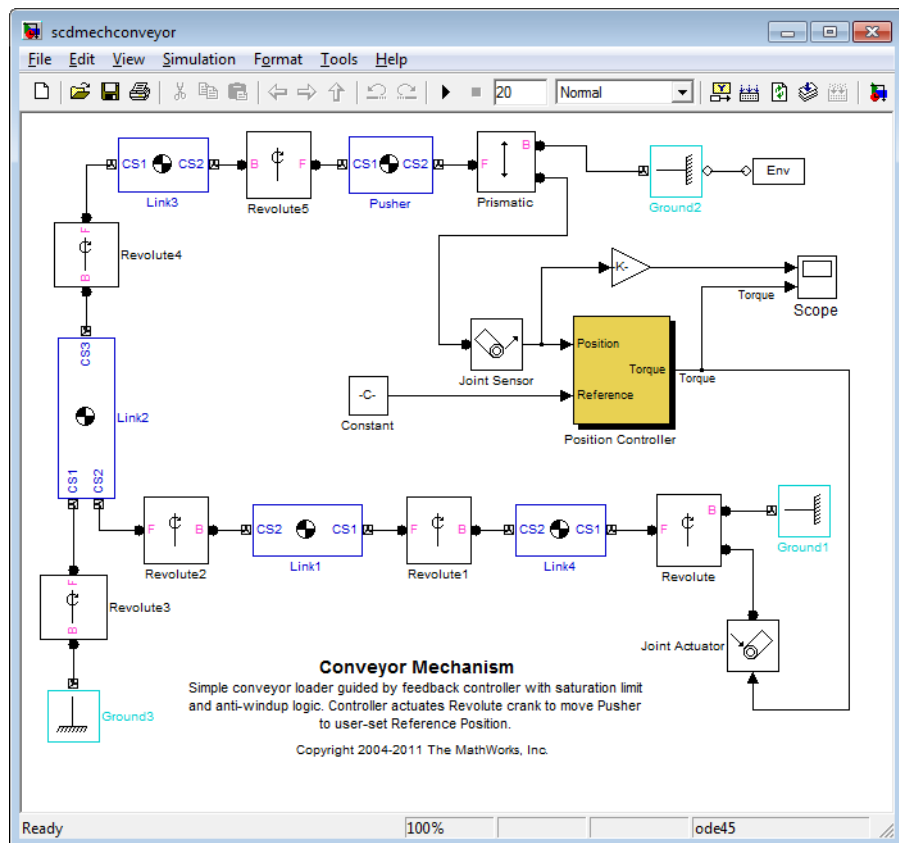 scdmechconveyor
File Edit View Simulation Format Tools Help
20 Normal
CS1 CS2
Link3
B F
Revolute5
CS1 CS2
Pusher
F B
Prismatic
Ground2
Env
F
B
Revolute4
K-
Torque
Scope
Joint Sensor
Position
Torque
Reference
Position Controller
Torque
-C-
Constant
CS3
Link2
CS1 CS2
F B
Revolute2
CS2 CS1
Link1
F B
Revolute1
CS2 CS1
Link4
F B
Revolute
Ground1
F
B
Revolute3
Joint Actuator
Ground3
Conveyor Mechanism
Simple conveyor loader guided by feedback controller with saturation limit
and anti-windup logic. Controller actuates Revolute crank to move Pusher
to user-set Reference Position.
Copyright 2004-2011 The MathWorks, Inc.
Ready 100% ode45